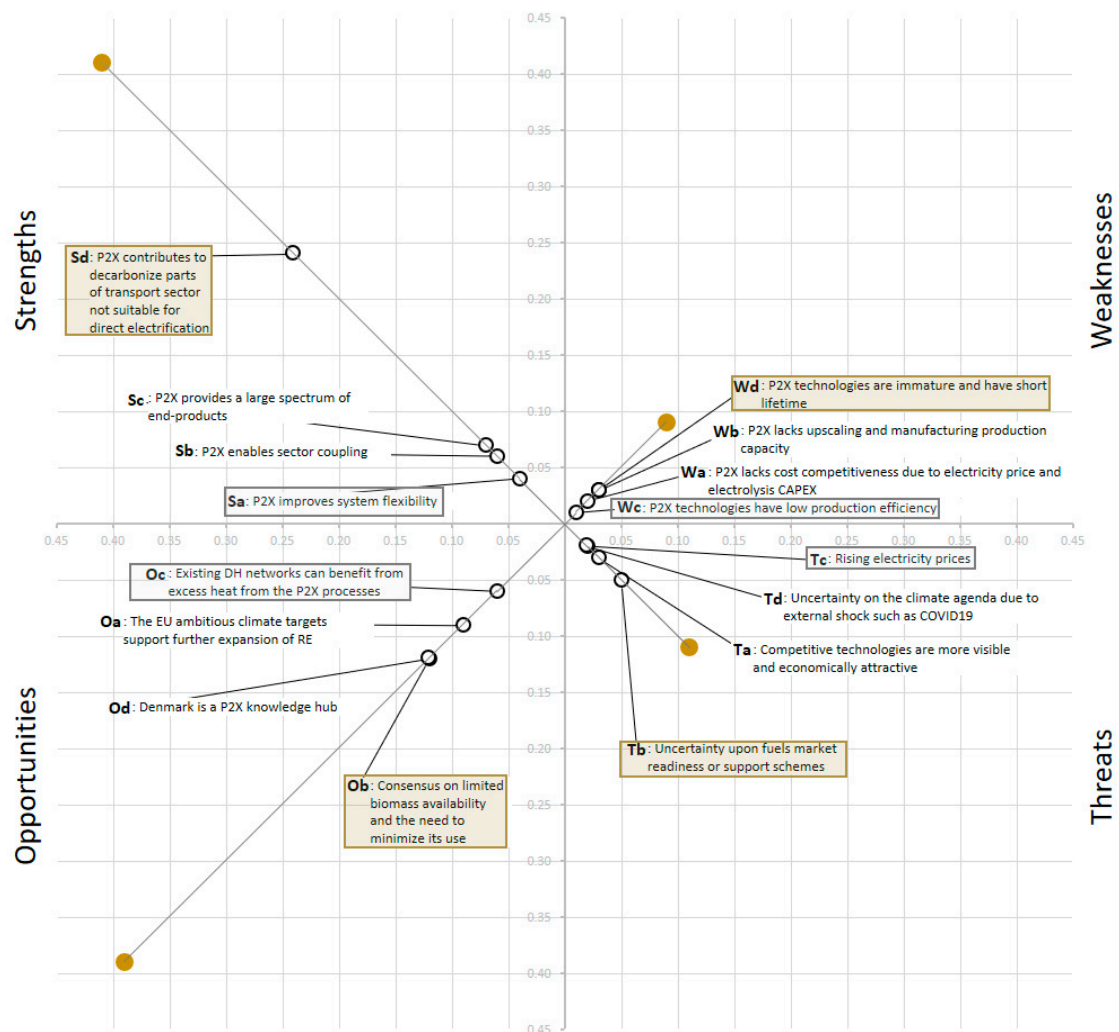 0.45
0.40
0.35
0.30
0.25
0.20
0.15
0.10
0.05
Strengths
Weaknesses
Sd: P2X contributes to
decarbonize parts
of transport sector
not suitable for
direct electrification
Sc.: P2X provides a large spectrum of
end-products
Sb: P2X enables sector coupling
Sa: P2X improves system flexibility
Wd: P2X technologies are immature and have short
lifetime
Wb: P2X lacks upscaling and manufacturing production
capacity
Wa: P2X lacks cost competitiveness due to electricity price and
electrolysis CAPEX
Wc: P2X technologies have low production efficiency
0.45 0.40 0.35 0.30 0.25 0.20 0.15 0.10 0.05 0.05 0.10 0.15 0.20 0.25 0.30 0.35 0.40 0.45
Oc: Existing DH networks can benefit from
excess heat from the P2X processes
Oa: The EU ambitious climate targets
support further expansion of RE
Od: Denmark is a P2X knowledge hub
Ob: Consensus on limited
biomass availability
and the need to
minimize its use
Tc: Rising electricity prices
Td: Uncertainty on the climate agenda due to
external shock such as COVID19
Ta: Competitive technologies are more visible
and economically attractive
Tb: Uncertainty upon fuels market
readiness or support schemes
Opportunities
Threats
0.05
0.10
0.15
0.20
0.25
0.30
0.35
0.40
0.45